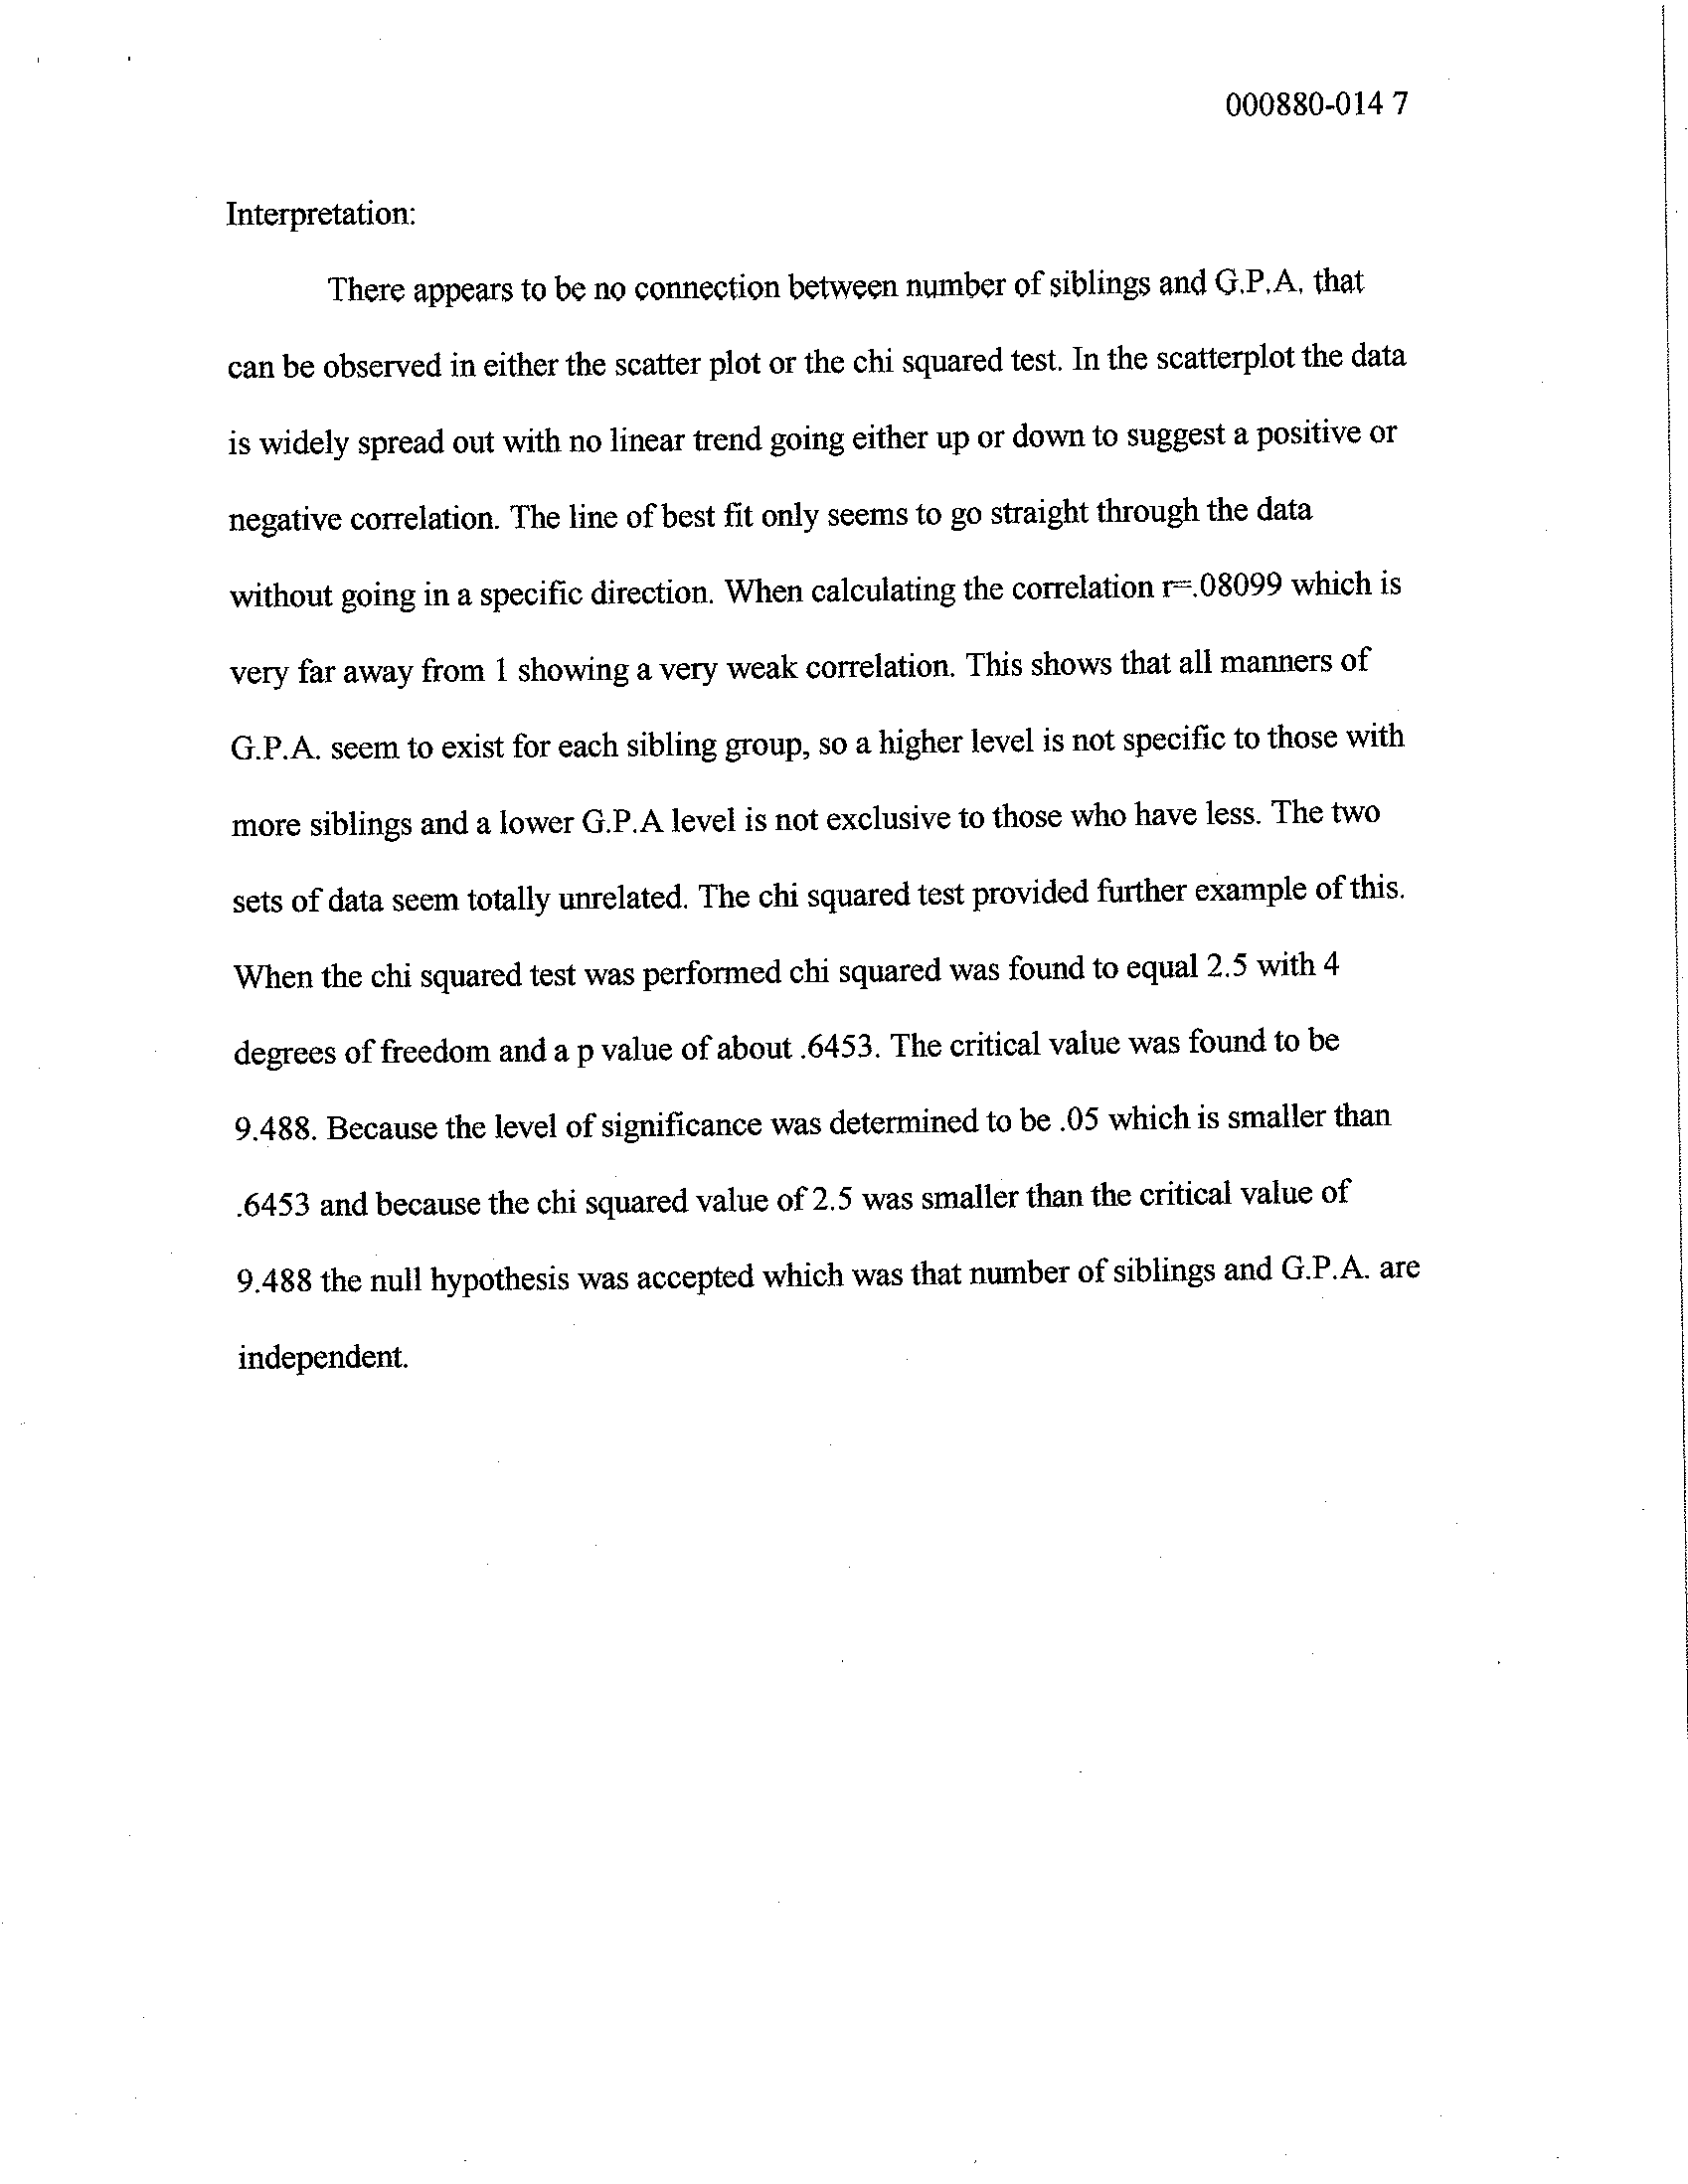 000880-014 7
Interpretation:
There appears to be no connection between number of siblings and G.P.A. that
can be observed in either the scatter plot or the chi squared test. In the scatterplot the data
is widely spread out with no linear trend going either up or down to suggest a positive or
negative correlation. The line of best fit only seems to go straight through the data
without going in a specific direction. When calculating the correlation r=.08099 which is
very far away from 1 showing a very weak correlation. This shows that all manners of
G.P.A. seem to exist for each sibling group, so a higher level is not specific to those with
more siblings and a lower G.P.A level is not exclusive to those who have less. The two
sets of data seem totally unrelated. The chi squared test provided further example of this.
When the chi squared test was performed chi squared was found to equal 2.5 with 4
degrees of freedom and a p value of about .6453. The critical value was found to be
9.488. Because the level of significance was determined to be .05 which is smaller than
.6453 and because the chi squared value of 2.5 was smaller than the critical value of
9.488 the null hypothesis was accepted which was that number of siblings and G.P.A. are
independent.